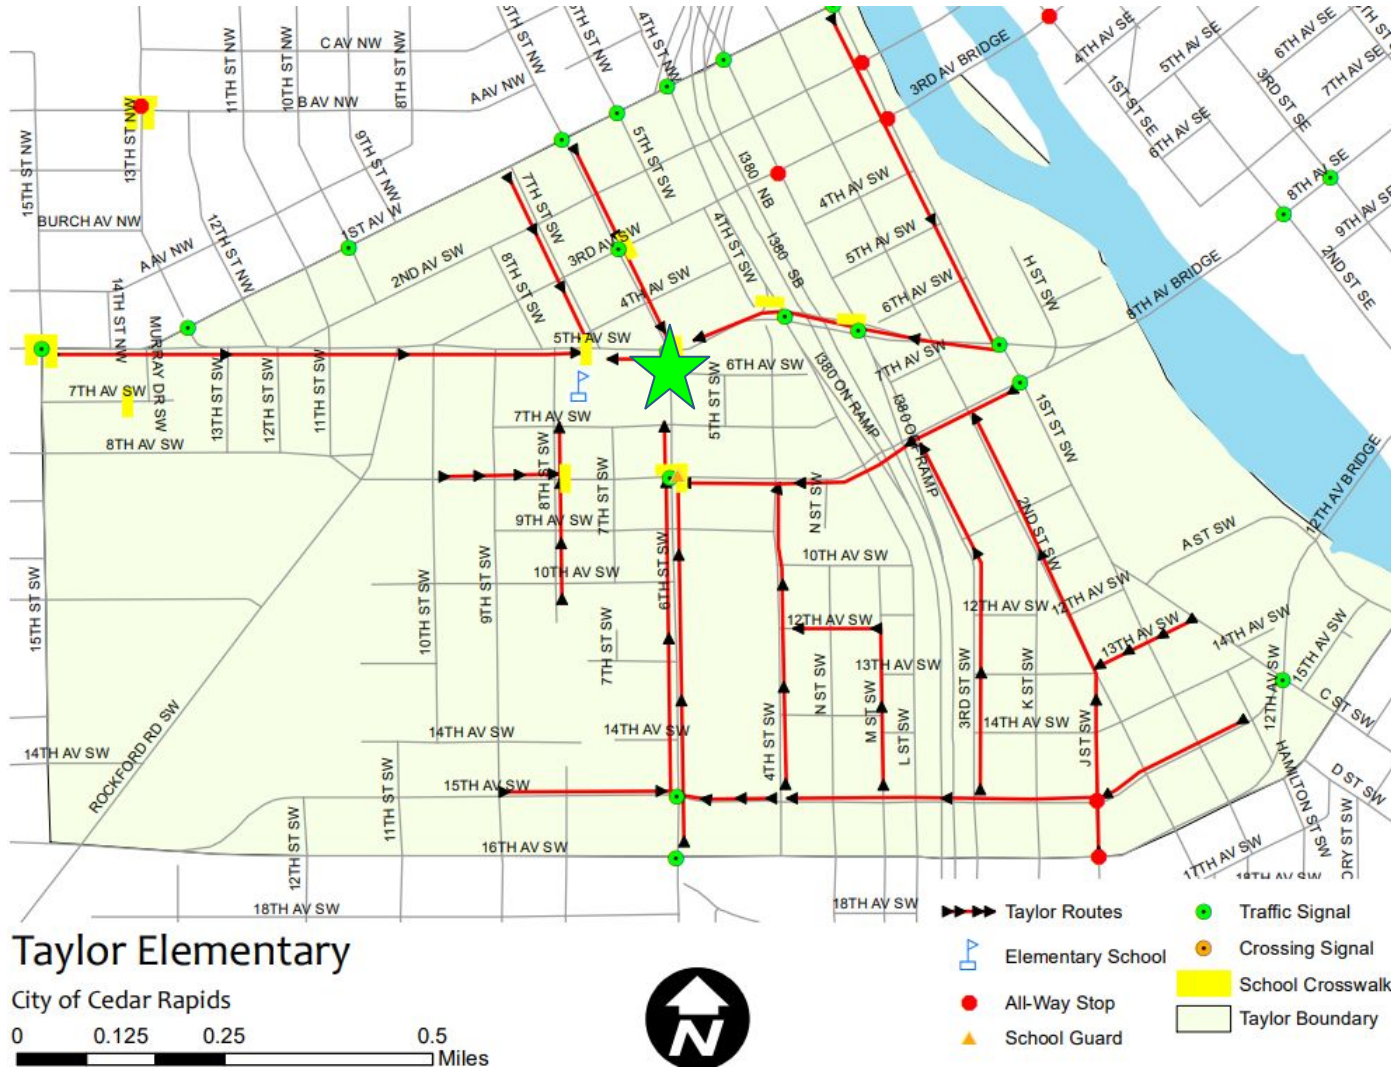 C AV NW
B AV NW
A AV NW
11TH ST NW
10TH ST NW
8TH ST NW
9TH ST NW
13TH ST NW
15TH ST NW
BURCH AV NW
A AV NW
12TH ST NW
1ST AV W
14TH ST NW
MURRAY DR SW
5TH ST NW
4TH ST NW
3RD AV BRIDGE
4TH AV SE
5TH AV SE
6TH AV SE
7TH AV SE
1ST ST SE
3RD ST SE
6TH AV SE
8TH AV SE
9TH AV SE
2ND ST SE
5TH ST SW
7TH ST SW
3RD AV SW
2ND AV SW
8TH ST SW
4TH AV SW
4TH ST SW
I380 NB
I380 SB
4TH AV SW
5TH AV SW
6TH AV SW
7TH AV SW
H ST SW
8TH AV BRIDGE
5TH AV SW
6TH AV SW
5TH ST SW
7TH AV SW
8TH AV SW
13TH ST SW
12TH ST SW
11TH ST SW
7TH AV SW
8TH ST SW
7TH ST SW
9TH AV SW
10TH AV SW
I380 ON RAMP
1ST ST SW
2ND ST SW
N ST SW
10TH AV SW
12TH AV SW
12TH AV SW
12TH AV SW
13TH AV SW
13TH AV SW
14TH AV SW
15TH AV SW
A ST SW
12TH AV BRIDGE
12TH AV SW
C ST SW
D ST SW
HAMILTON ST SW
15TH ST SW
10TH ST SW
9TH ST SW
6TH ST SW
7TH ST SW
4TH ST SW
N ST SW
M ST SW
L ST SW
3RD ST SW
K ST SW
J ST SW
14TH AV SW
ROCKFORD RD SW
14TH AV SW
14TH AV SW
14TH AV SW
15TH AV SW
11TH ST SW
12TH ST SW
16TH AV SW
17TH AV SW
18TH AV SW
18TH AV SW
Taylor Elementary
City of Cedar Rapids
0 0.125 0.25 0.5
Miles
N
Taylor Routes
Elementary School
All-Way Stop
School Guard
Traffic Signal
Crossing Signal
School Crosswalk
Taylor Boundary